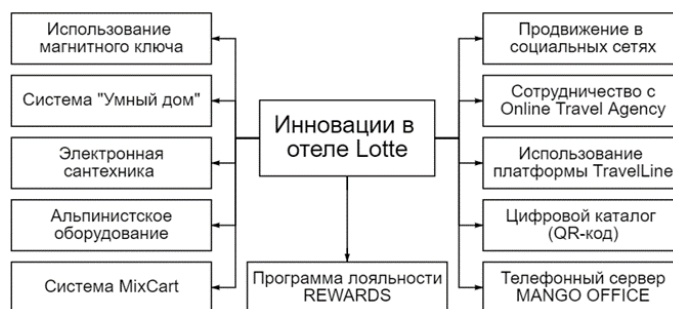 Использование
магнитного ключа
Система "Умный дом"
Электронная
сантехника
Альпинистское
оборудование
Система MixCart
Инновации в
отеле Lotte
Программа лояльности
REWARDS
Продвижение в
социальных сетях
Сотрудничество с
Online Travel Agency
Использование
платформы TravelLine
Цифровой каталог
(QR-код)
Телефонный сервер
MANGO OFFICE